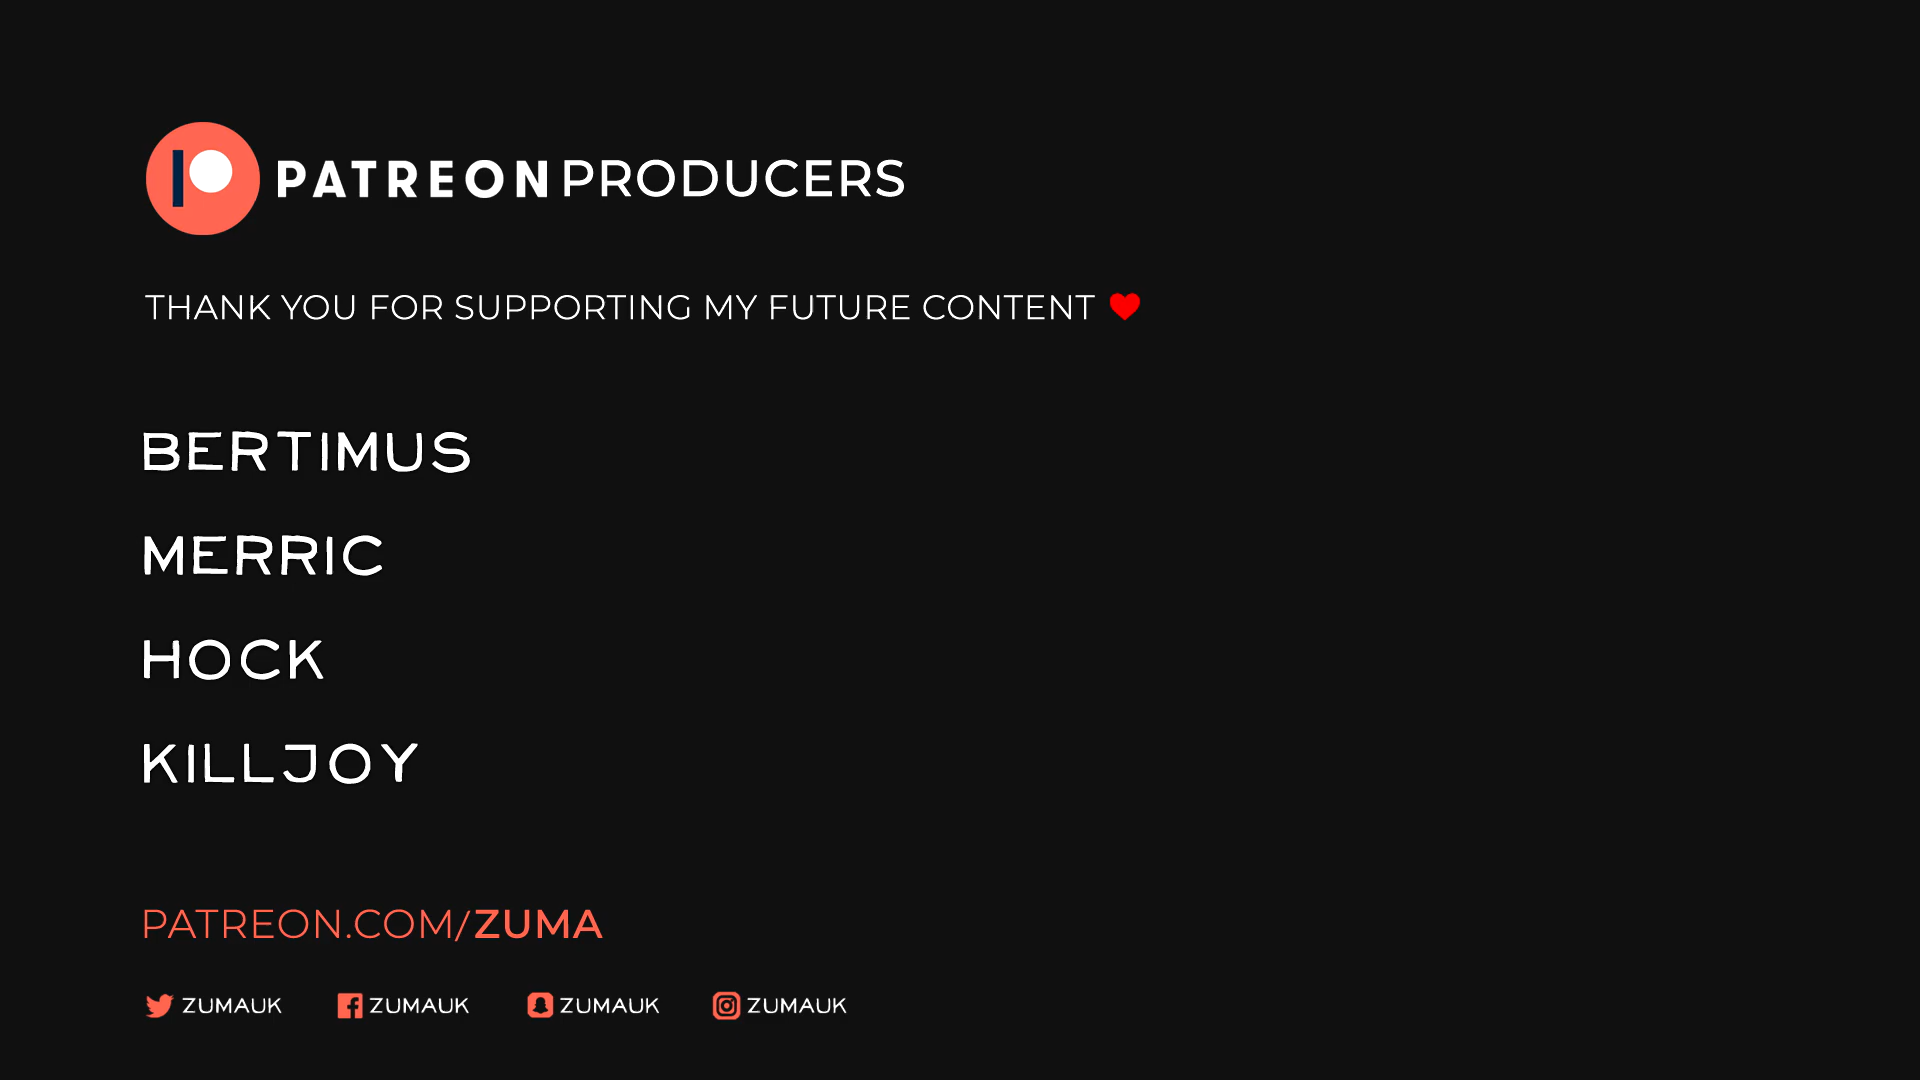 PATREON PRODUCERS
THANK YOU FOR SUPPORTING MY FUTURE CONTENT
BERTIMUS
MERRIC
HOCK
KILLJOY
PATREON.COM/ZUMA
ZUMAUK ZUMAUK ZUMAUK ZUMAUK